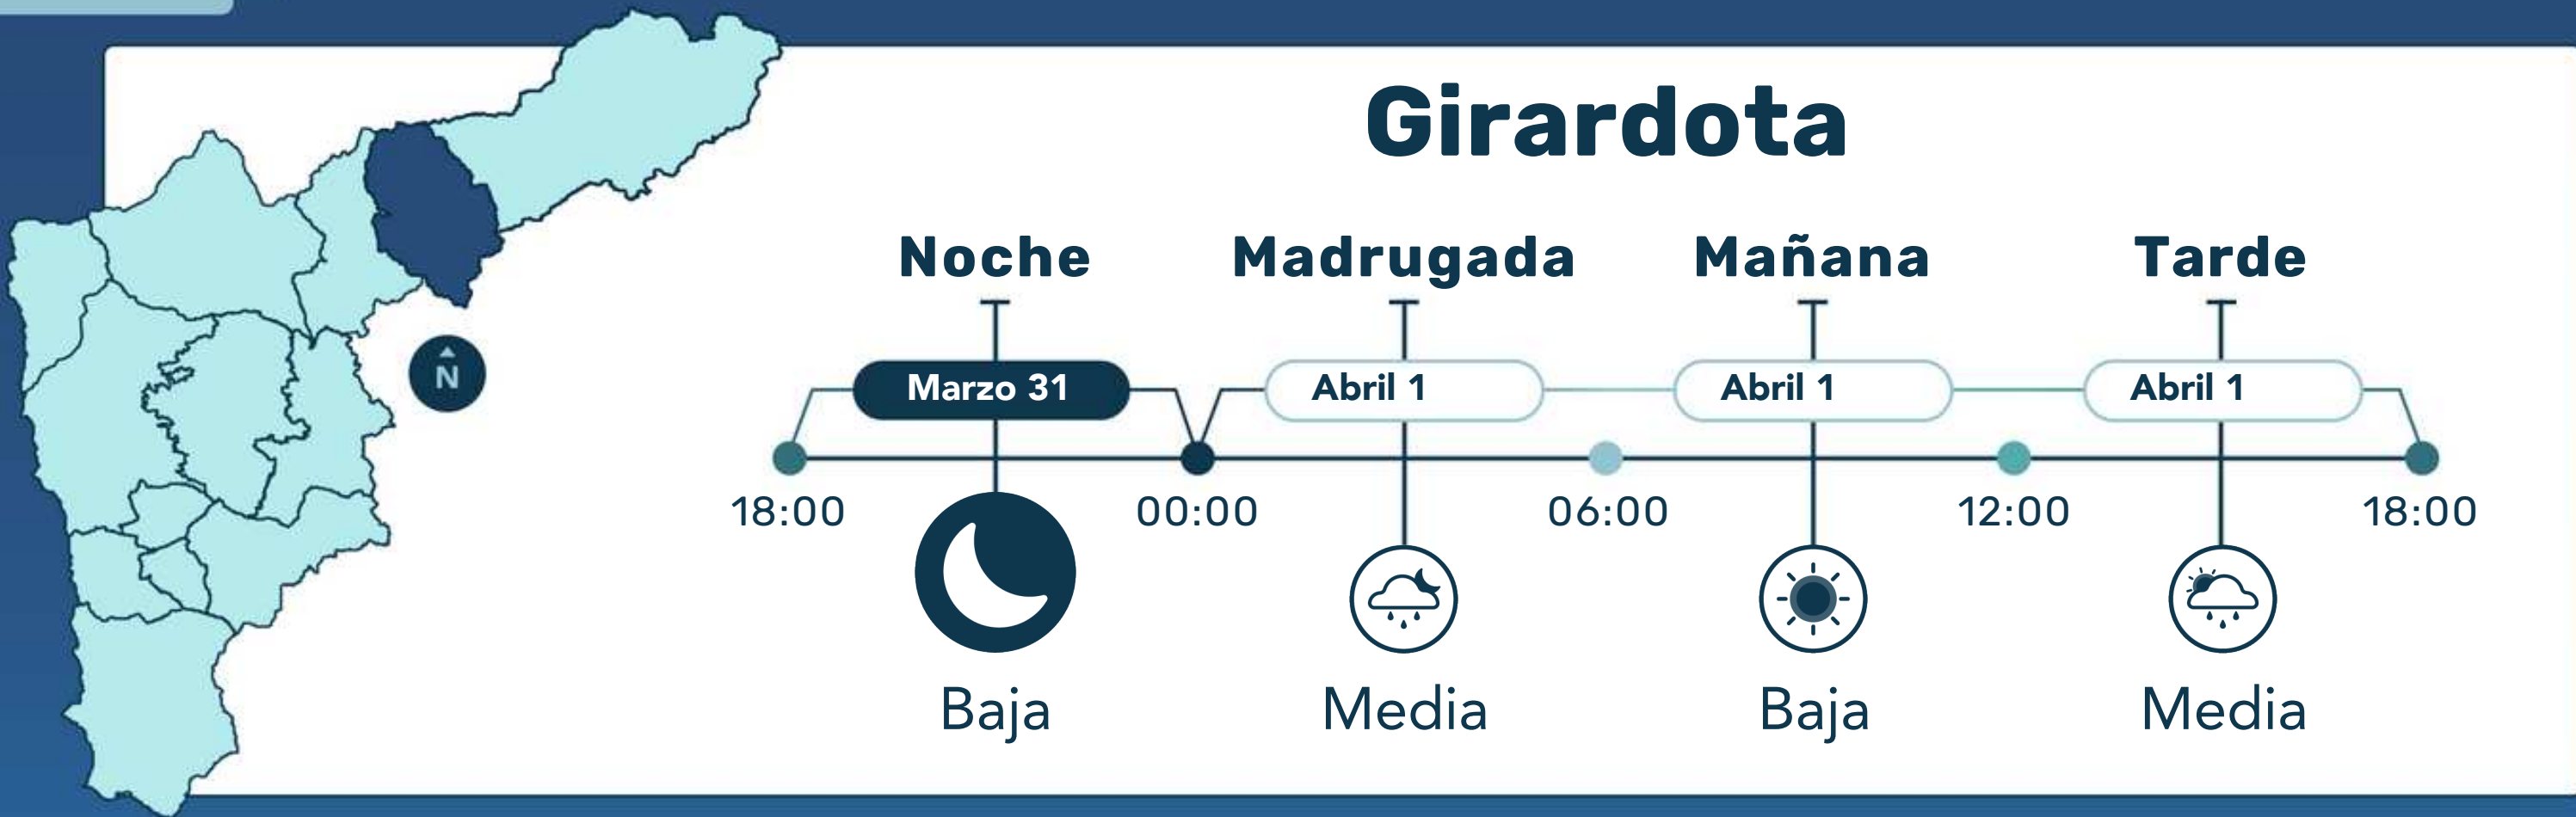 Girardota
Noche Madrugada Mañana Tarde
Marzo 31 Abril 1 Abril 1 Abril 1
N
18:00 00:00 06:00 12:00 18:00
Baja Media Baja Media